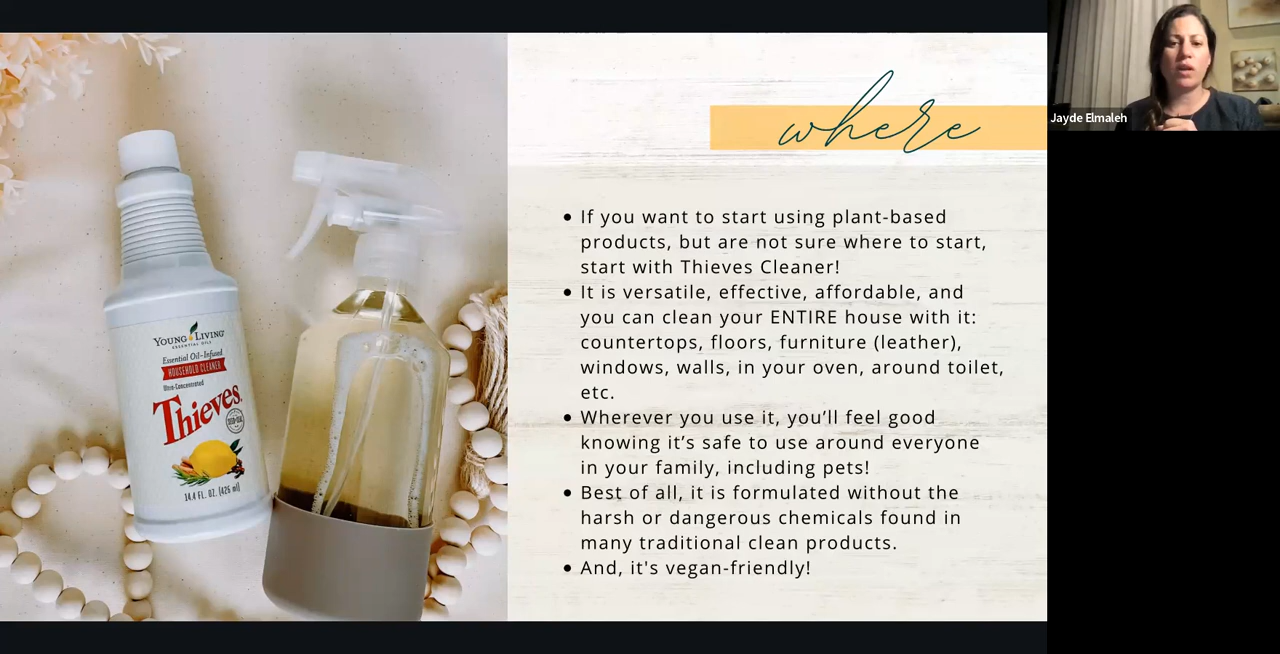 where
If you want to start using plant-based
products, but are not sure where to start,
start with Thieves Cleaner!
It is versatile, effective, affordable, and
you can clean your ENTIRE house with it:
countertops, floors, furniture (leather),
windows, walls, in your oven, around toilet,
etc.
Wherever you use it, you’ll feel good
knowing it’s safe to use around everyone
in your family, including pets!
Best of all, it is formulated without the
harsh or dangerous chemicals found in
many traditional clean products.
And, it's vegan-friendly!
YOUNG LIVING
ESSENTIAL OILS
Essential Oil-Infused
HOUSEHOLD CLEANER
Ultra-Concentrated
Thieves
14.4 FL. OZ. (426 ml)
Jayde Elmaleh